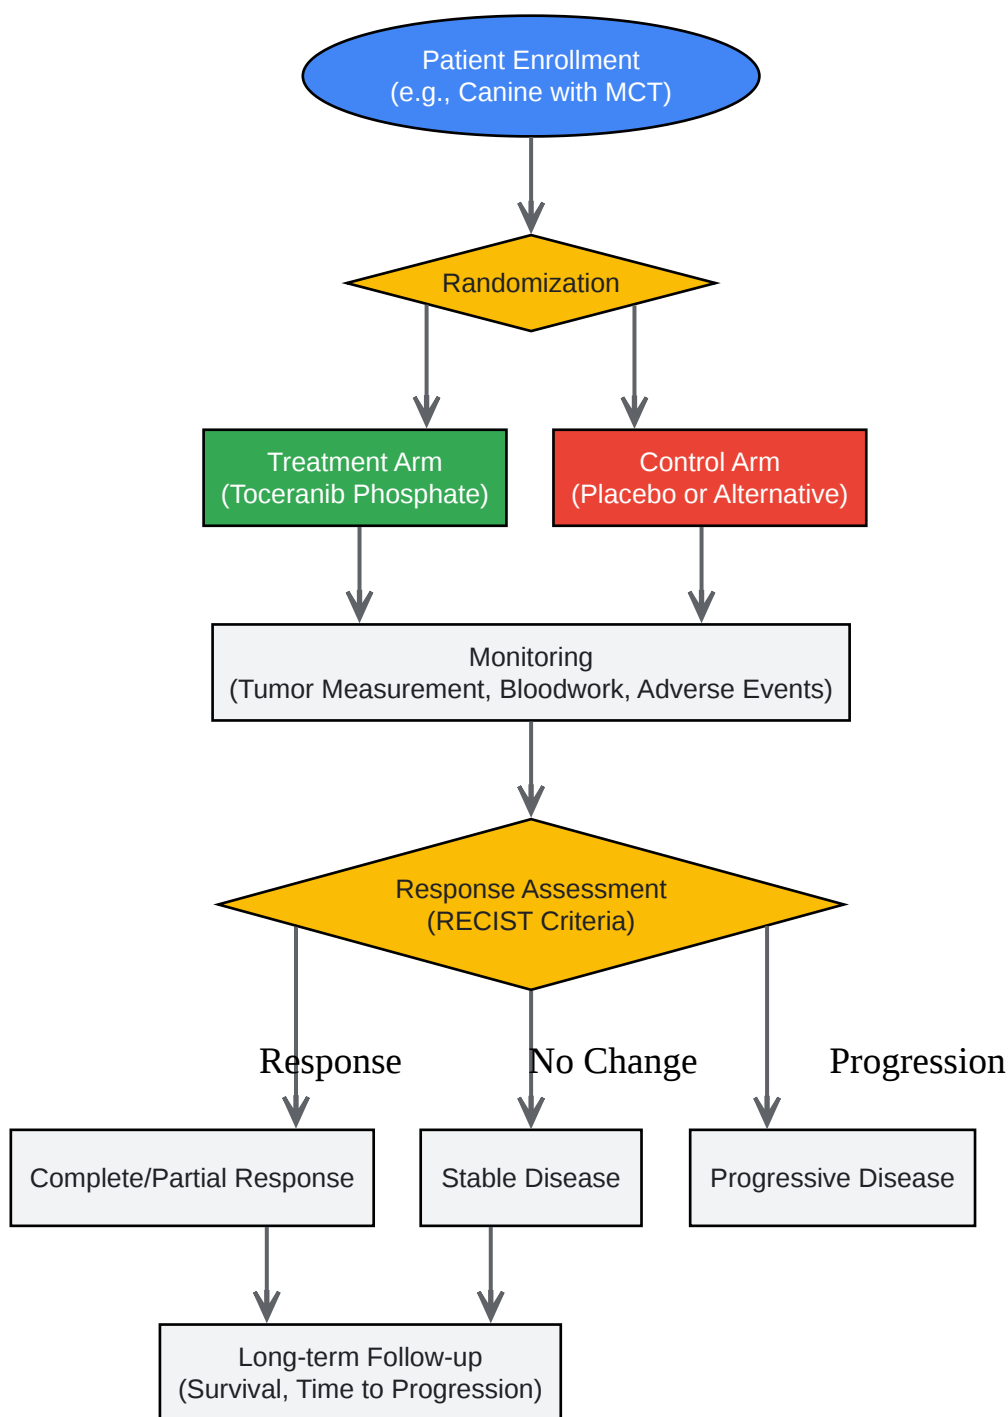 Patient Enrollment
(e.g., Canine with MCT)
Randomization
Treatment Arm
(Toceranib Phosphate)
Control Arm
(Placebo or Alternative)
Monitoring
(Tumor Measurement, Bloodwork, Adverse Events)
Response Assessment
(RECIST Criteria)
Response
No Change
Progression
Complete/Partial Response
Stable Disease
Progressive Disease
Long-term Follow-up
(Survival, Time to Progression)